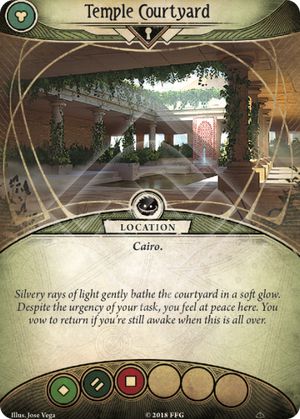 Temple Courtyard
LOCATION
Cairo.
Silvery rays of light gently bathe the courtyard in a soft glow.
Despite the urgency of your task, you feel at peace here. You
vow to return if you're still awake when this is all over.
Illus. Jose Vega
© 2018 FFG